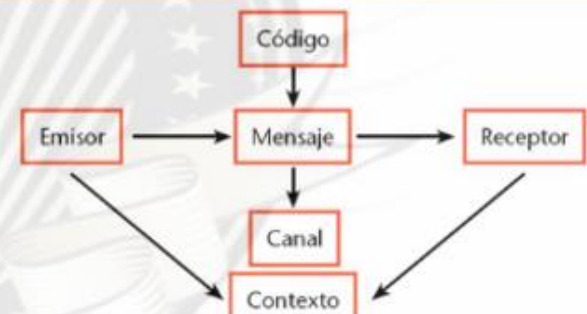 Código
Emisor
Mensaje
Receptor
Canal
Contexto